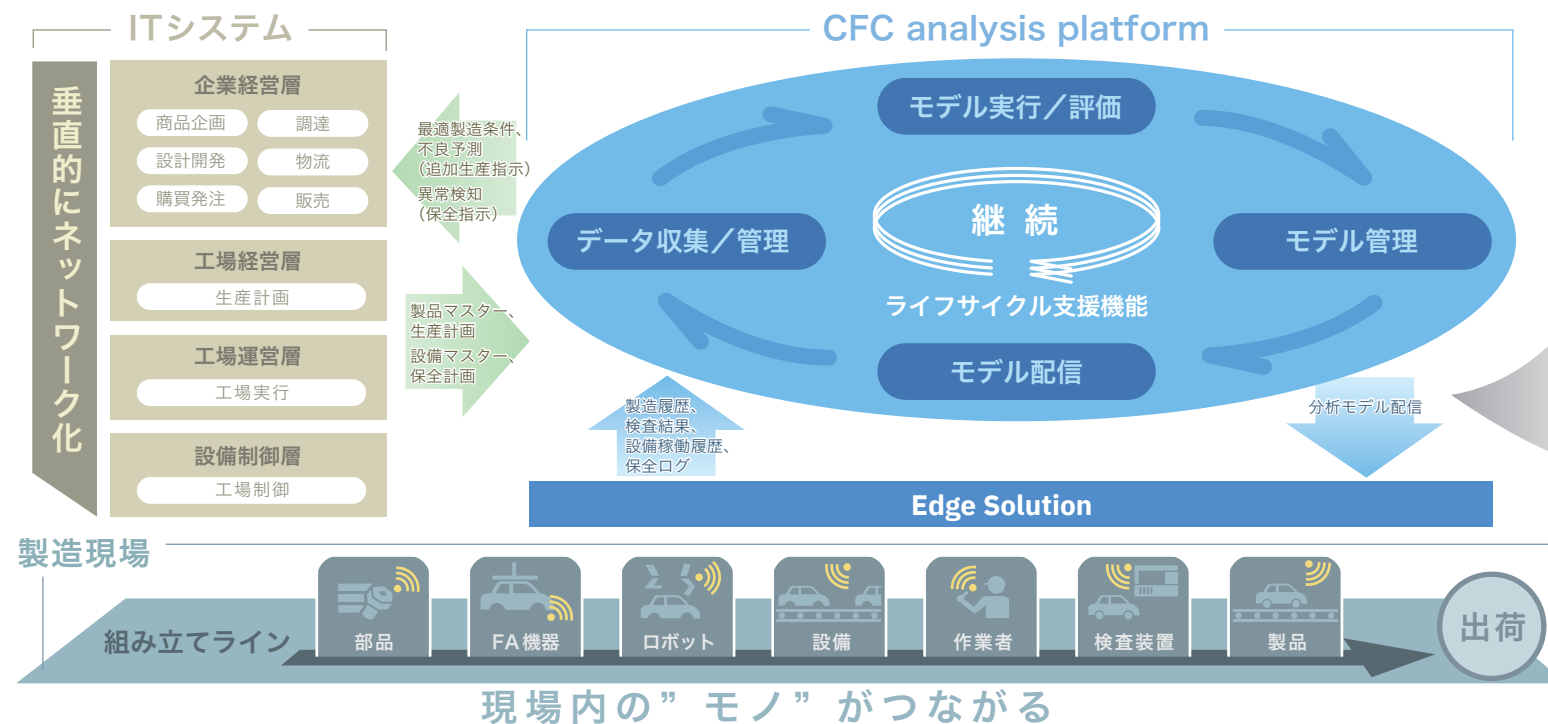 ITシステム
垂直的にネットワーク化
企業経営層
商品企画
調達
設計開発
物流
購買発注
販売
工場経営層
生産計画
工場運営層
工場実行
設備制御層
工場制御
最適製造条件、
不良予測
（追加生産指示）
異常検知
（保全指示）
製品マスター、
生産計画
設備マスター、
保全計画
CFC analysis platform
モデル実行／評価
データ収集／管理
継続
モデル管理
ライフサイクル支援機能
モデル配信
製造履歴、
検査結果、
設備稼働履歴、
保全ログ
分析モデル配信
Edge Solution
製造現場
組み立てライン
部品
FA機器
ロボット
設備
作業者
検査装置
製品
出荷
現場内の”モノ”がつながる